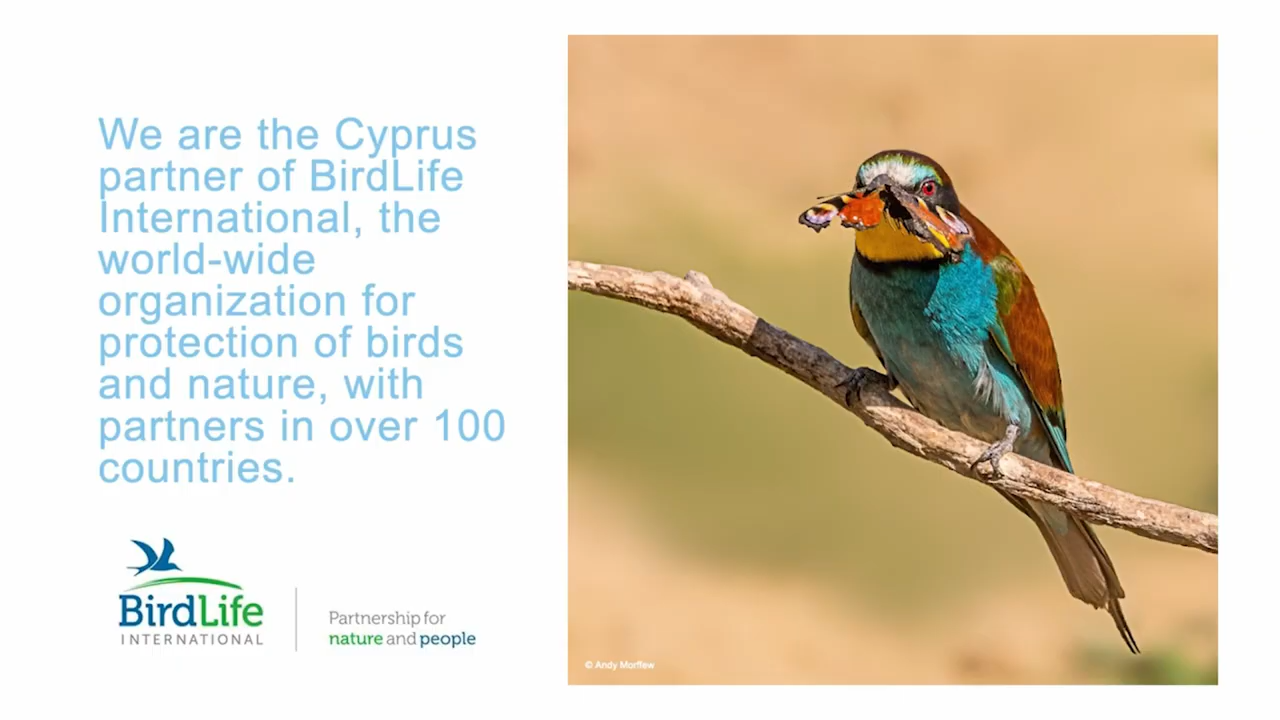 We are the Cyprus
partner of BirdLife
International, the
world-wide
organization for
protection of birds
and nature, with
partners in over 100
countries.
BirdLife
INTERNATIONAL
Partnership for
nature and people
© Andy Morffew